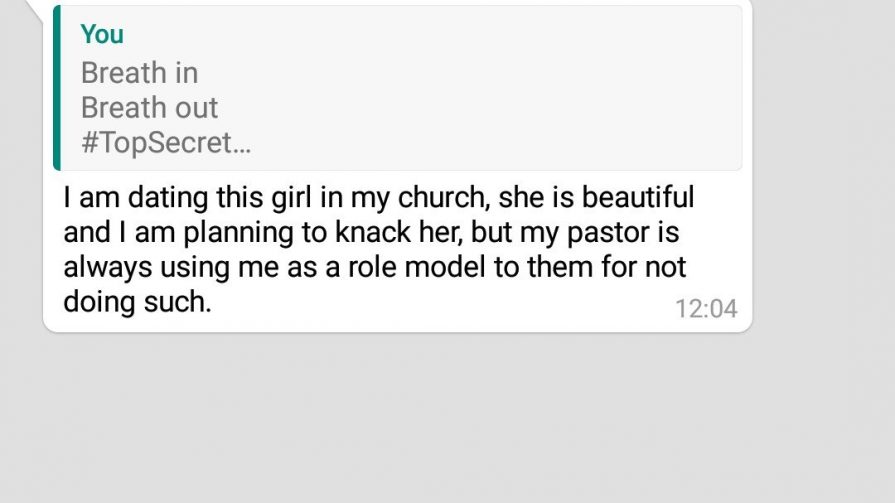 You
Breath in
Breath out
#TopSecret...
I am dating this girl in my church, she is beautiful
and I am planning to knack her, but my pastor is
always using me as a role model to them for not
doing such.
12:04